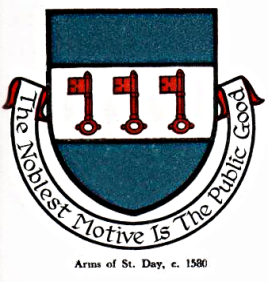 The Noblest Motive Is The Public Good
Arms of St. Day, c. 1580